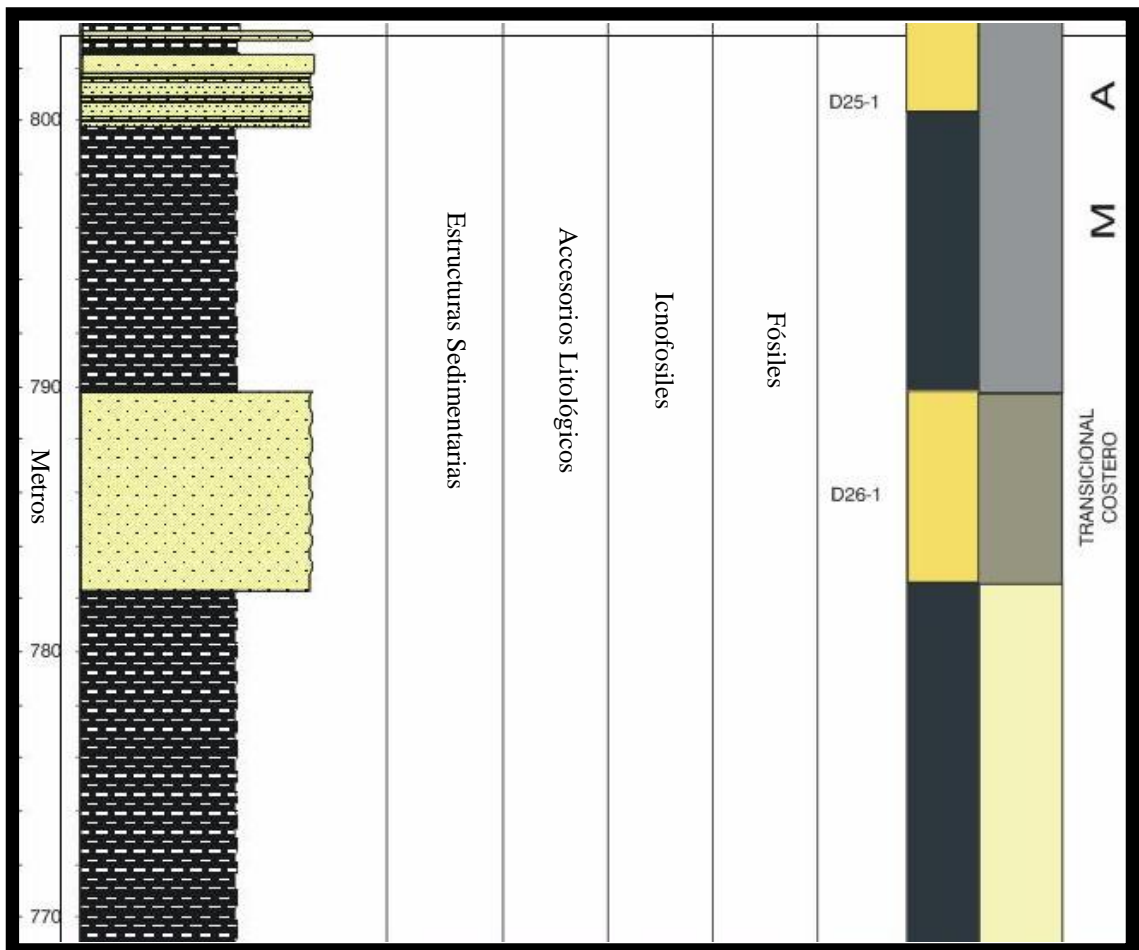 800
790
780
770
Metros
Estructuras Sedimentarias
Accesorios Litológicos
Icnofosiles
Fósiles
D25-1
D26-1
M A
TRANSICIONAL
COSTERO